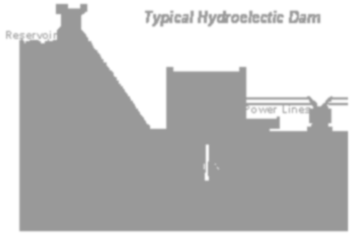 Typical Hydroelectic Dam
Reservoir
Power Lines